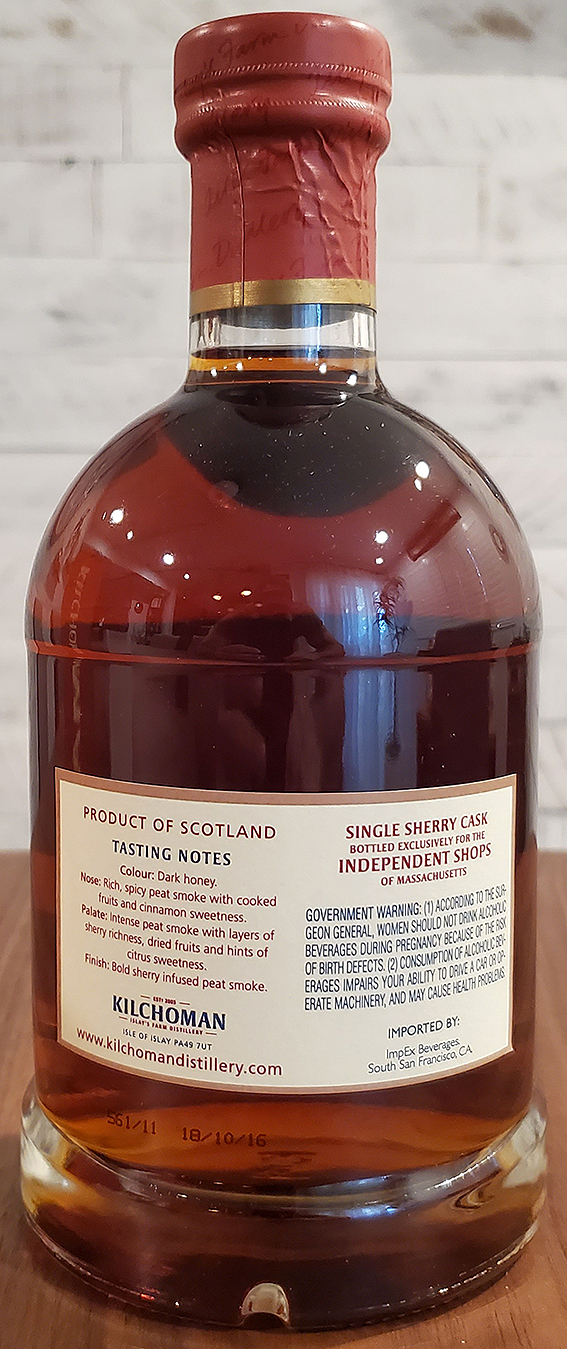 PRODUCT OF SCOTLAND
TASTING NOTES
Colour: Dark honey.
Nose: Rich, spicy peat smoke with cooked
fruits and cinnamon sweetness.
Palate: Intense peat smoke with layers of
sherry richness, dried fruits and hints of
citrus sweetness.
Finish: Bold sherry infused peat smoke.
ESTD 2005
KILCHOMAN
ISLAY'S FARM DISTILLERY
ISLE OF ISLAY PA49 7UT
www.kilchomandistillery.com
SINGLE SHERRY CASK
BOTTLED EXCLUSIVELY FOR THE
INDEPENDENT SHOPS
OF MASSACHUSETTS
GOVERNMENT WARNING: (1) ACCORDING TO THE SUR-
GEON GENERAL, WOMEN SHOULD NOT DRINK ALCOHOLIC
BEVERAGES DURING PREGNANCY BECAUSE OF THE RISK
OF BIRTH DEFECTS. (2) CONSUMPTION OF ALCOHOLIC BEV-
ERAGES IMPAIRS YOUR ABILITY TO DRIVE A CAR OR OP-
ERATE MACHINERY, AND MAY CAUSE HEALTH PROBLEMS.
IMPORTED BY:
ImpEx Beverages.
South San Francisco, CA
561/11 18/10/16